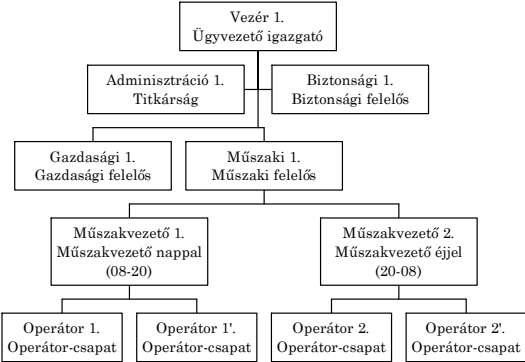 Vezér 1.
Ügyvezető igazgató
Adminisztráció 1.
Titkárság
Biztonsági 1.
Biztonsági felelős
Gazdasági 1.
Gazdasági felelős
Műszaki 1.
Műszaki felelős
Műszakvezető 1.
Műszakvezető nappal
(08-20)
Műszakvezető 2.
Műszakvezető éjjel
(20-08)
Operátor 1.
Operátor-csapat
Operátor 1'.
Operátor-csapat
Operátor 2.
Operátor-csapat
Operátor 2'.
Operátor-csapat